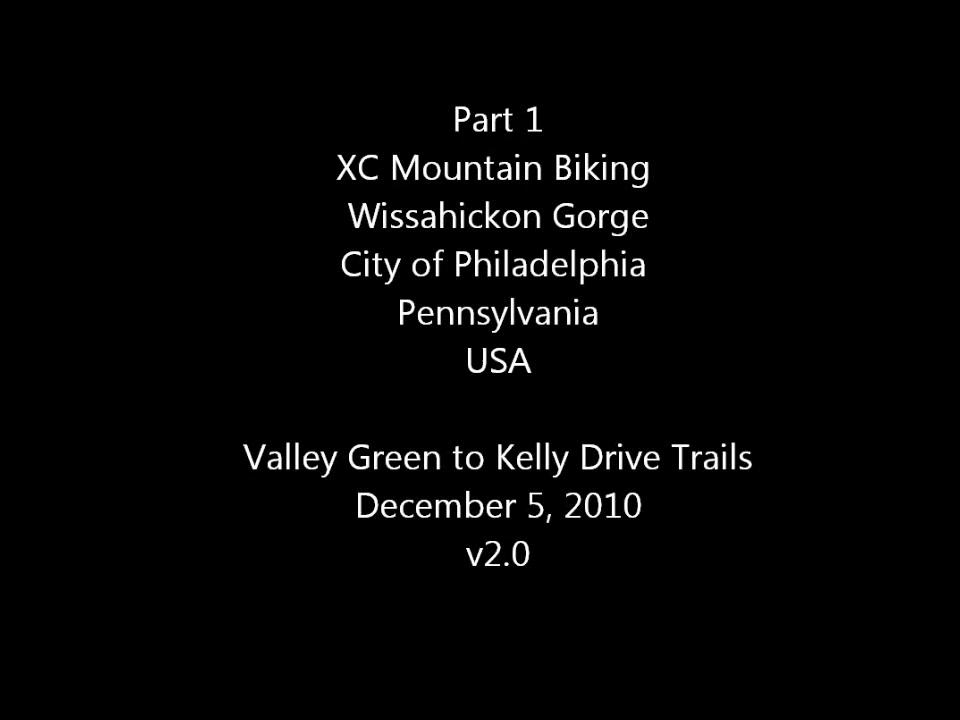 Part 1
XC Mountain Biking
Wissahickon Gorge
City of Philadelphia
Pennsylvania
USA
Valley Green to Kelly Drive Trails
December 5, 2010
v2.0